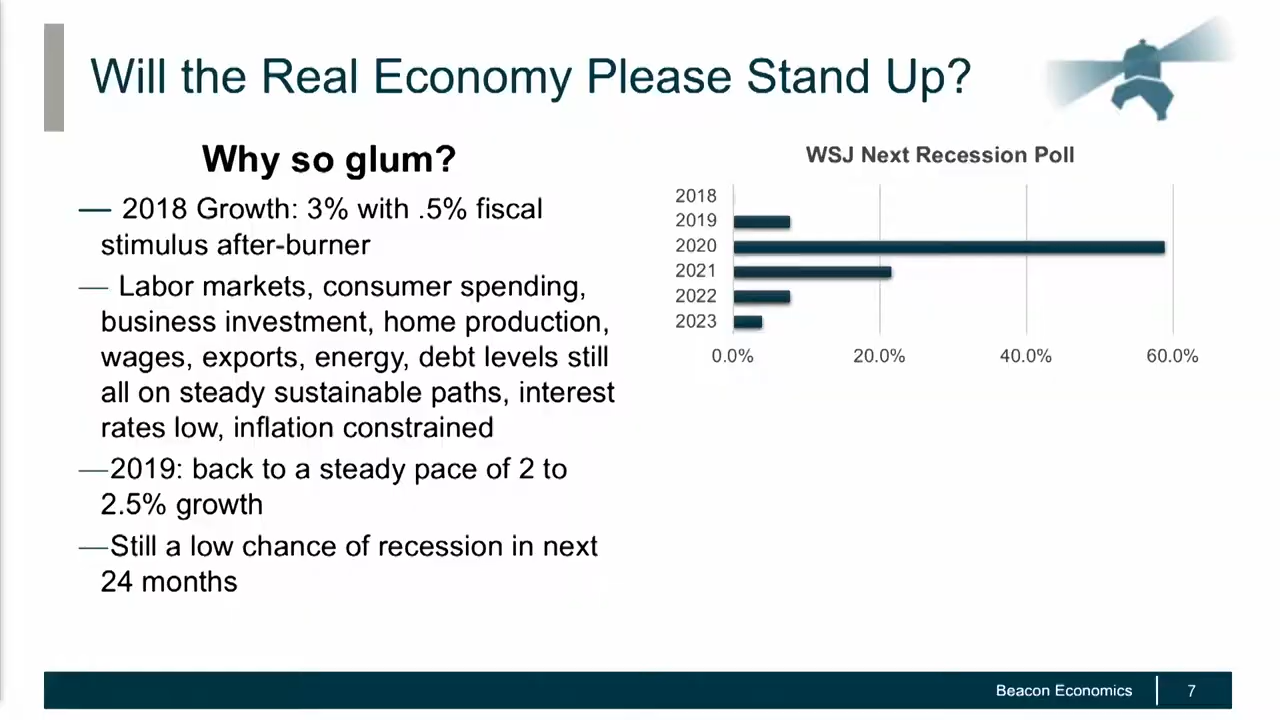 Will the Real Economy Please Stand Up?
Why so glum?
— 2018 Growth: 3% with .5% fiscal
stimulus after-burner
— Labor markets, consumer spending,
business investment, home production,
wages, exports, energy, debt levels still
all on steady sustainable paths, interest
rates low, inflation constrained
—2019: back to a steady pace of 2 to
2.5% growth
—Still a low chance of recession in next
24 months
WSJ Next Recession Poll
2018
2019
2020
2021
2022
2023
0.0% 20.0% 40.0% 60.0%
Beacon Economics 7